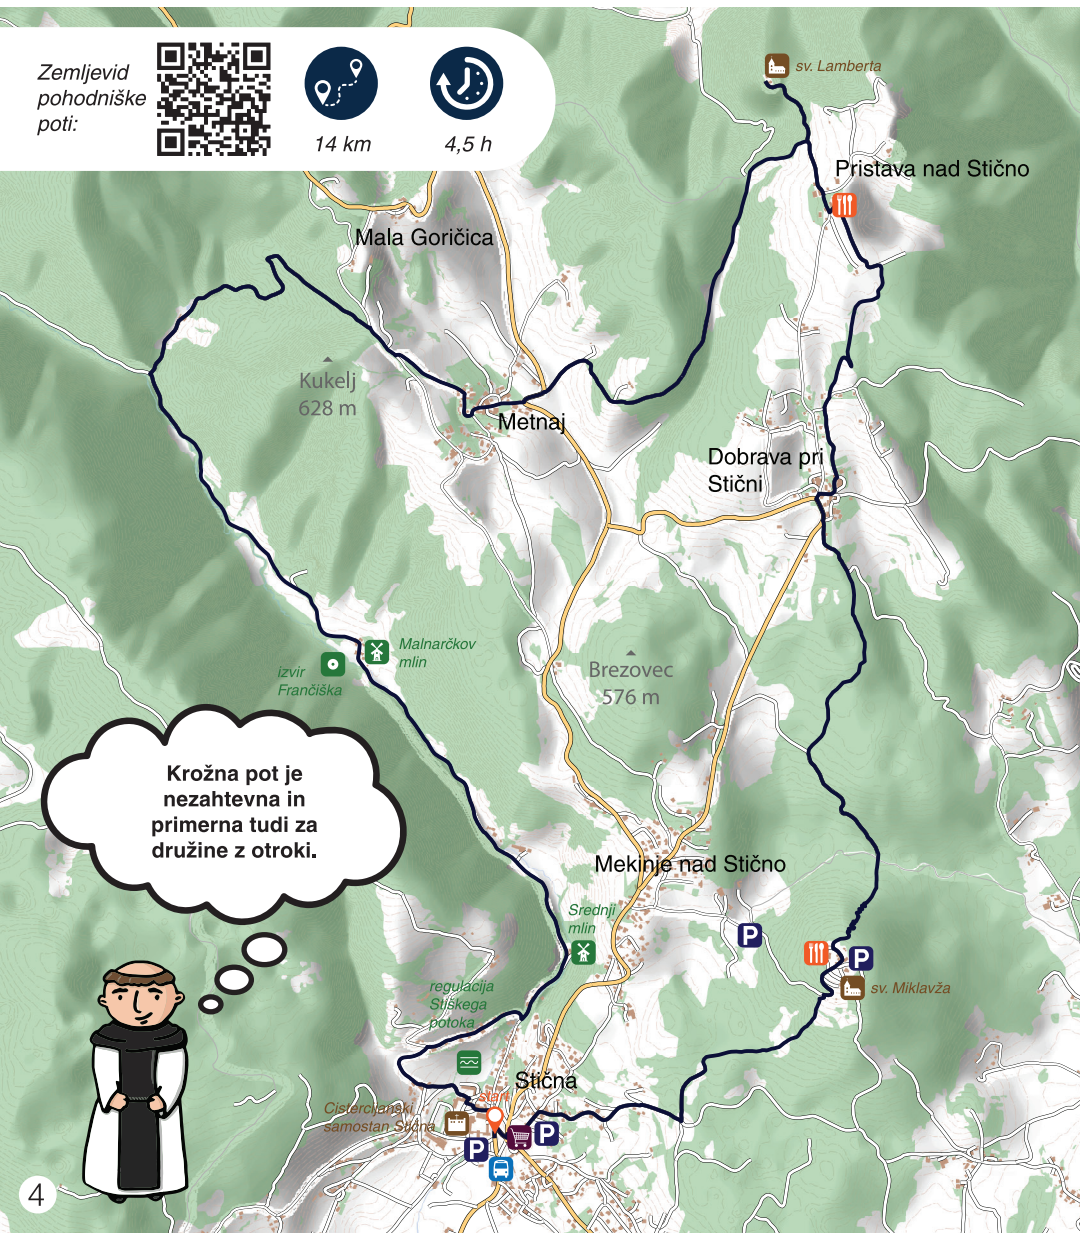 Zemljevid
pohodniške
poti:
14 km
4,5 h
sv. Lamberta
Pristava nad Stično
Mala Goričica
Kukelj
628 m
Metnaj
Dobrava pri
Stični
Malnarčkov
mlin
izvir
Frančiška
Brezovec
576 m
Krožna pot je
nezahtevna in
primerna tudi za
družine z otroki.
Mekinje nad Stično
Srednji
mlin
P
P
sv. Miklavža
regulacija
Stiškega
potoka
Stična
start
Cistercijanski
samostan Stična
P
P
4